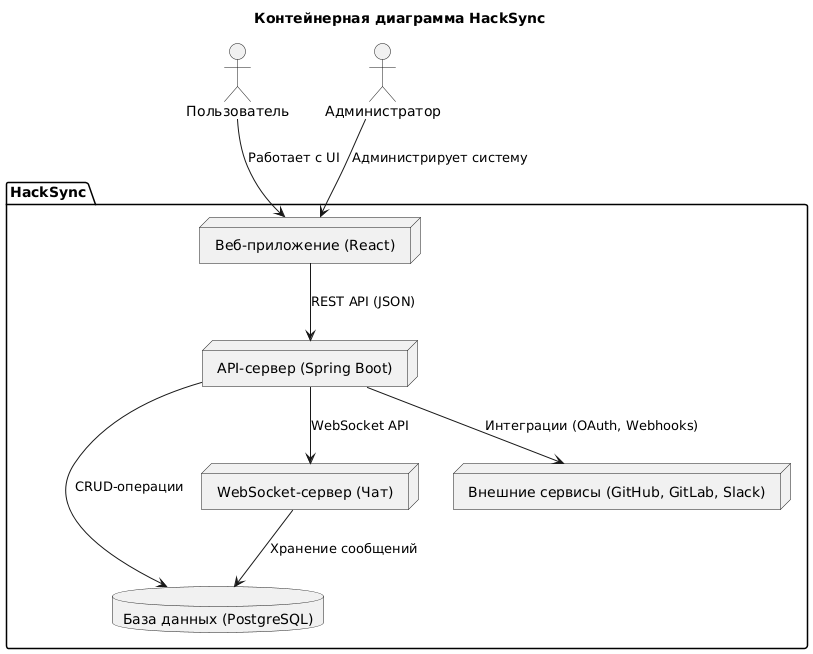 Контейнерная диаграмма HackSync
Пользователь
Администратор
Работает с UI
Администрирует систему
HackSync
Веб-приложение (React)
REST API (JSON)
API-сервер (Spring Boot)
WebSocket API
Интеграции (OAuth, Webhooks)
CRUD-операции
WebSocket-сервер (Чат)
Внешние сервисы (GitHub, GitLab, Slack)
Хранение сообщений
База данных (PostgreSQL)